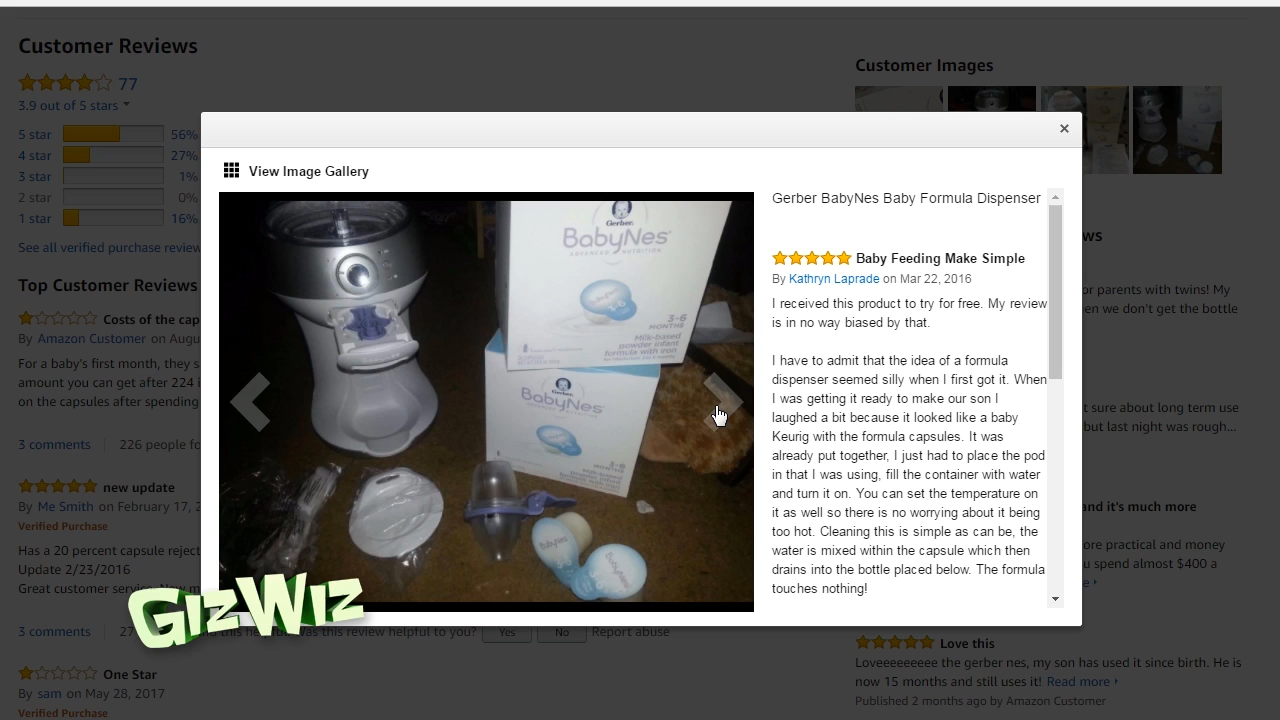 Customer Reviews
77
3.9 out of 5 stars
5 star 56%
4 star 27%
3 star 1%
2 star 0%
1 star 16%
See all verified purchase review
Top Customer Reviews
Costs of the cap
By Amazon Customer on Augu
For a baby's first month, they s
amount you can get after 224
on the capsules after spending
3 comments
226 people fo
new update
By Me Smith on February 17, 2
Verified Purchase
Has a 20 percent capsule reject
Update 2/23/2016
Great customer service
3 comments
27
Was this review helpful to you? Yes No Report abuse
One Star
By sam on May 28, 2017
Verified Purchase
View Image Gallery
Gerber
BabyNes
ADVANCED NUTRITION
BabyNes
3-6
MONTHS
Milk-based
powder infant
formula with iron
Gerber
BabyNes
3-6
MONTHS
BabyNes
BabyNes
GizWiz
×
Gerber BabyNes Baby Formula Dispenser
Baby Feeding Make Simple
By Kathryn Laprade on Mar 22, 2016
I received this product to try for free. My review
is in no way biased by that.
I have to admit that the idea of a formula
dispenser seemed silly when I first got it. When
I was getting it ready to make our son I
laughed a bit because it looked like a baby
Keurig with the formula capsules. It was
already put together, I just had to place the pod
in that I was using, fill the container with water
and turn it on. You can set the temperature on
it as well so there is no worrying about it being
too hot. Cleaning this is simple as can be, the
water is mixed within the capsule which then
drains into the bottle placed below. The formula
touches nothing!
Customer Images
ws
or parents with twins! My
en we don't get the bottle
t sure about long term use
but last night was rough...
and it's much more
ore practical and money
u spend almost $400 a
Love this
Loveeeeeeee the gerber nes, my son has used it since birth. He is
now 15 months and still uses it! Read more
Published 2 months ago by Amazon Customer